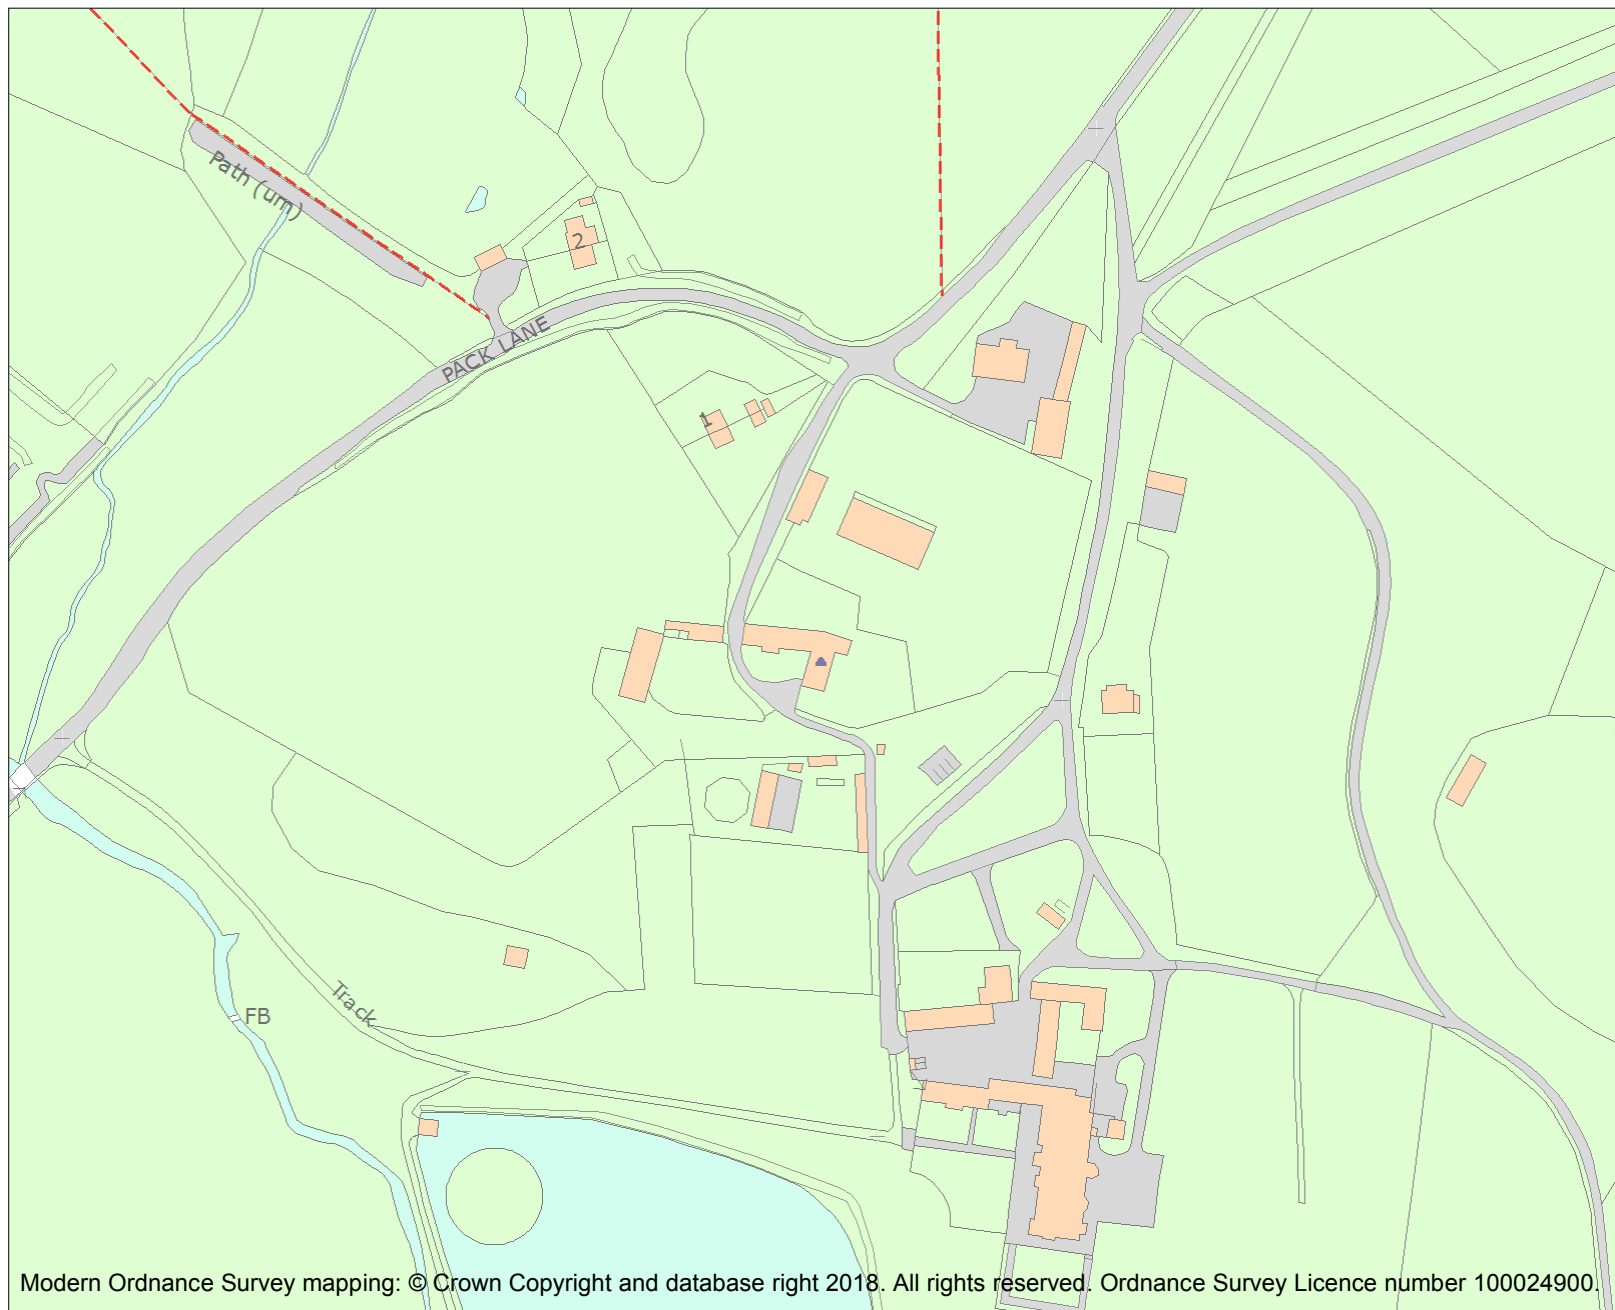 Path (um)
2
PACK LANE
1
Track
FB
Modern Ordnance Survey mapping: © Crown Copyright and database right 2018. All rights reserved. Ordnance Survey Licence number 100024900.